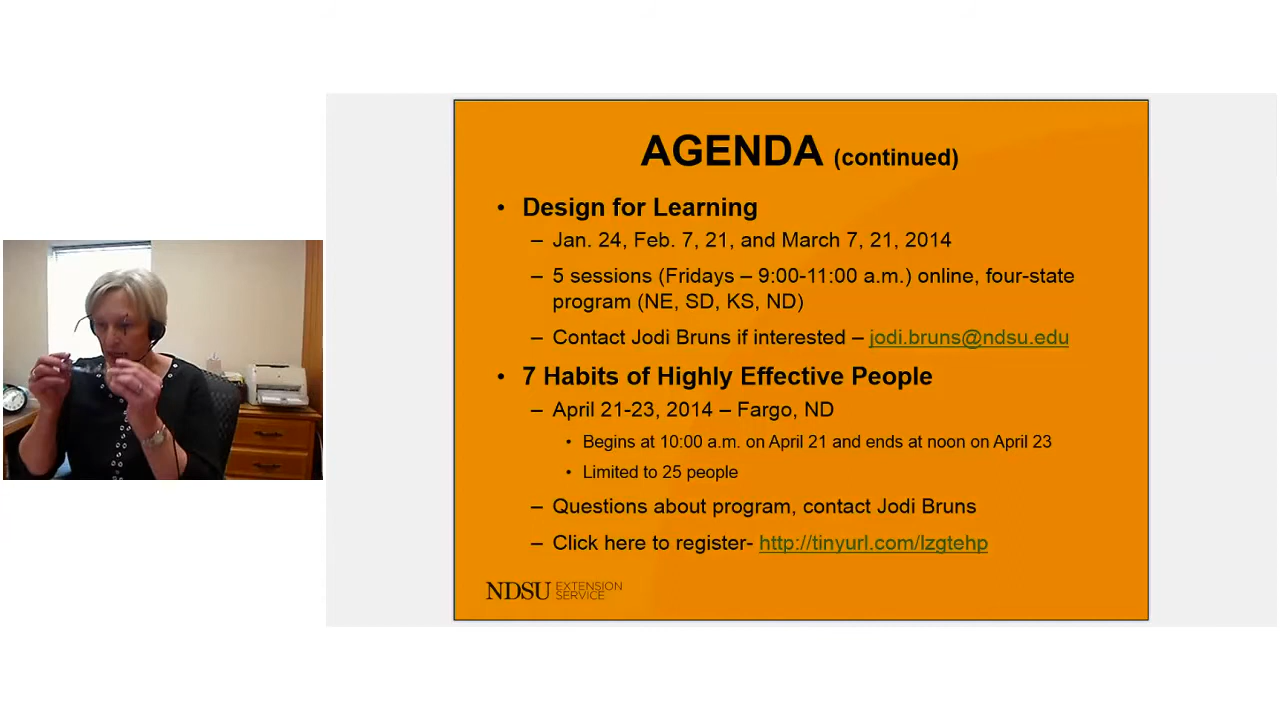 AGENDA (continued)
• Design for Learning
– Jan. 24, Feb. 7, 21, and March 7, 21, 2014
– 5 sessions (Fridays – 9:00-11:00 a.m.) online, four-state
program (NE, SD, KS, ND)
– Contact Jodi Bruns if interested – jodi.bruns@ndsu.edu
• 7 Habits of Highly Effective People
– April 21-23, 2014 – Fargo, ND
• Begins at 10:00 a.m. on April 21 and ends at noon on April 23
• Limited to 25 people
– Questions about program, contact Jodi Bruns
– Click here to register- http://tinyurl.com/lzgtehp
NDSU EXTENSION
SERVICE